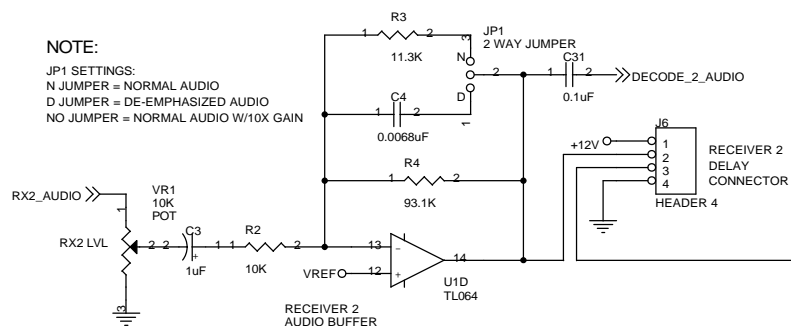 NOTE:
JP1 SETTINGS:
N JUMPER = NORMAL AUDIO
D JUMPER = DE-EMPHASIZED AUDIO
NO JUMPER = NORMAL AUDIO W/10X GAIN
R3
1 2
11.3K
JP1
2 WAY JUMPER
3
N
2
D
1
C4
1 2
0.0068uF
C31
1 2
0.1uF
DECODE_2_AUDIO
R4
1 2
93.1K
J6
+12V
1
2
3
4
HEADER 4
RECEIVER 2
DELAY
CONNECTOR
RX2_AUDIO
VR1
10K
POT
1
RX2 LVL
2
3
C3
2 1
+
1uF
R2
1 2
10K
13
-
VREF
12
+
14
U1D
TL064
RECEIVER 2
AUDIO BUFFER